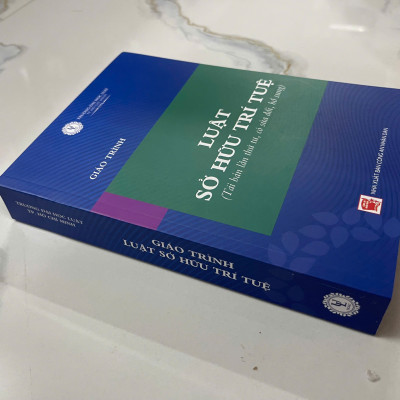 GIÁO TRÌNH
LUẬT
SỞ HỮU TRÍ TUỆ
(Tái bản lần thứ tư, có sửa đổi, bổ sung)
NHÀ XUẤT BẢN CÔNG AN NHÂN DÂN
TRƯỜNG ĐẠI HỌC LUẬT
TP. HỒ CHÍ MINH
GIÁO TRÌNH
LUẬT SỞ HỮU TRÍ TUỆ